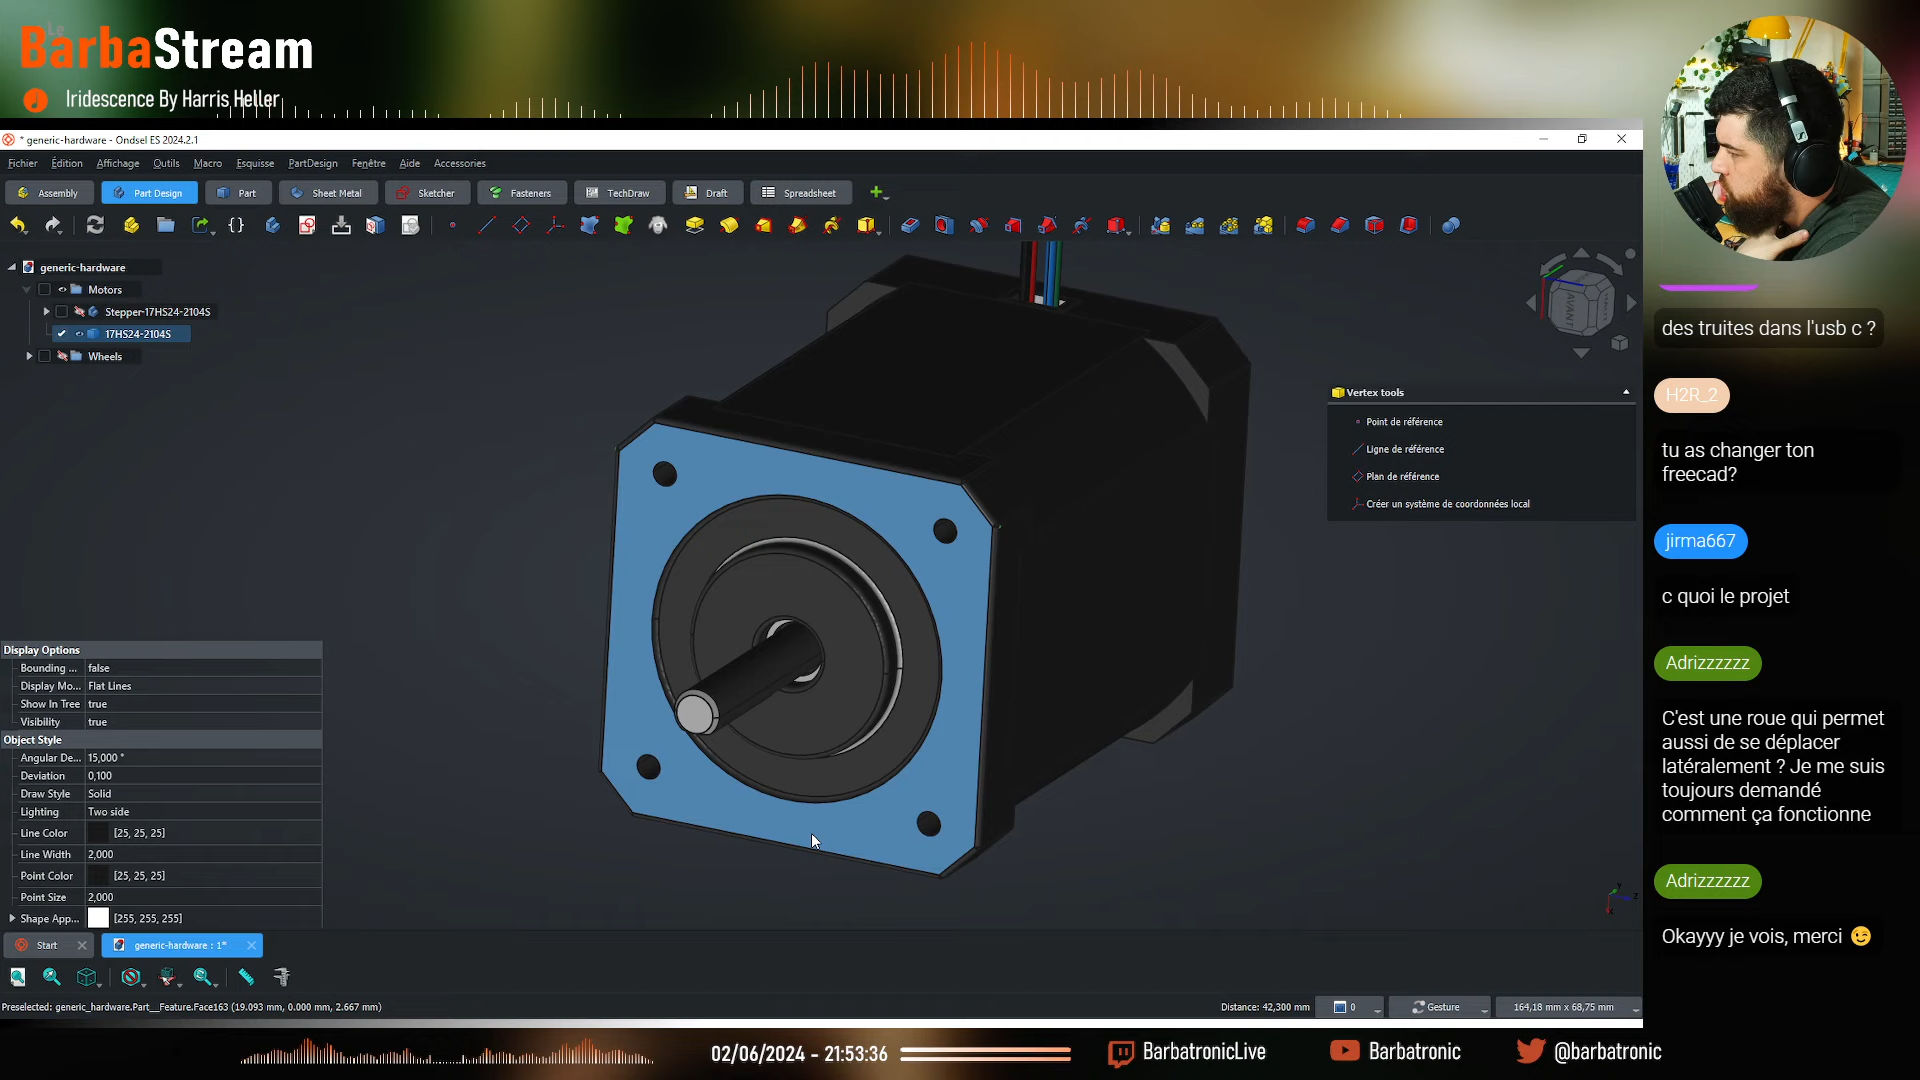 Le
BarbaStream
Iridescence By Harris Heller
* generic-hardware - Ondsel ES 2024.2.1
Fichier Édition Affichage Outils Macro Esquisse PartDesign Fenêtre Aide Accessories
Assembly Part Design Part Sheet Metal Sketcher Fasteners TechDraw Draft Spreadsheet
generic-hardware
Motors
Stepper-17HS24-2104S
17HS24-2104S
Wheels
AVANT
Vertex tools
Point de référence
Ligne de référence
Plan de référence
Créer un système de coordonnées local
Display Options
Bounding ... false
Display Mo... Flat Lines
Show In Tree true
Visibility true
Object Style
Angular De... 15,000 °
Deviation 0,100
Draw Style Solid
Lighting Two side
Line Color [25, 25, 25]
Line Width 2,000
Point Color [25, 25, 25]
Point Size 2,000
Shape App... [255, 255, 255]
Start generic-hardware : 1*
Preselected: generic_hardware.Part__Feature.Face163 (19.093 mm, 0.000 mm, 2.667 mm)
Distance: 42,300 mm 0 Gesture 164,18 mm x 68,75 mm
des truites dans l'usb c ?
H2R_2
tu as changer ton
freecad?
jirma667
c quoi le projet
Adrizzzzzz
C'est une roue qui permet
aussi de se déplacer
latéralement ? Je me suis
toujours demandé
comment ça fonctionne
Adrizzzzzz
Okayyy je vois, merci 😉
02/06/2024 - 21:53:36
BarbatronicLive
Barbatronic
@barbatronic